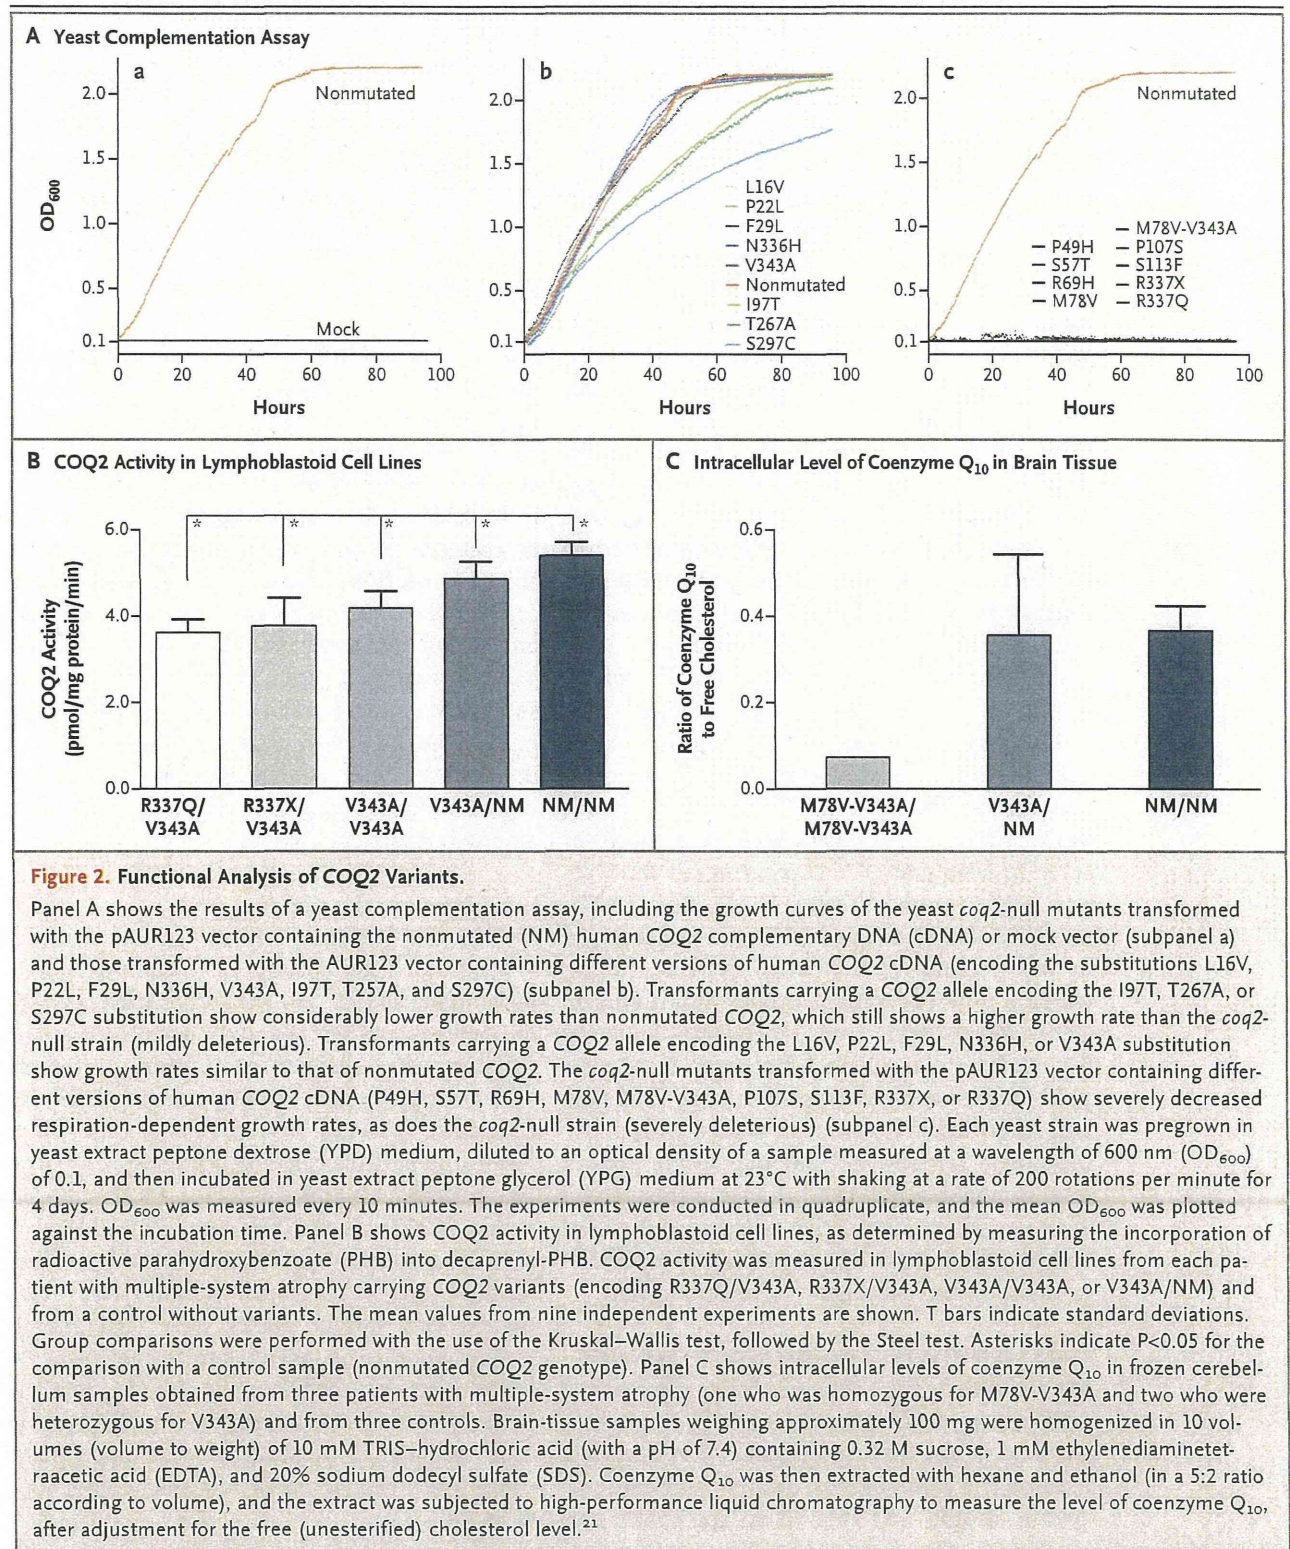 A Yeast Complementation Assay
a
OD600
2.0
1.5
1.0
0.5
0.1
Nonmutated
Mock
0 20 40 60 80 100
Hours
b
2.0
1.5
1.0
0.5
0.1
L16V
P22L
F29L
N336H
V343A
Nonmutated
I97T
T267A
S297C
0 20 40 60 80 100
Hours
c
2.0
1.5
1.0
0.5
0.1
Nonmutated
M78V-V343A
P49H P107S
S57T S113F
R69H R337X
M78V R337Q
0 20 40 60 80 100
Hours
B COQ2 Activity in Lymphoblastoid Cell Lines
COQ2 Activity
(pmol/mg protein/min)
6.0
4.0
2.0
0.0
* * * * *
R337Q/ R337X/ V343A/ V343A/NM NM/NM
V343A V343A V343A
C Intracellular Level of Coenzyme Q10 in Brain Tissue
Ratio of Coenzyme Q10
to Free Cholesterol
0.6
0.4
0.2
0.0
M78V-V343A/ V343A/ NM/NM
M78V-V343A NM
Figure 2. Functional Analysis of COQ2 Variants.
Panel A shows the results of a yeast complementation assay, including the growth curves of the yeast coq2-null mutants transformed
with the pAUR123 vector containing the nonmutated (NM) human COQ2 complementary DNA (cDNA) or mock vector (subpanel a)
and those transformed with the AUR123 vector containing different versions of human COQ2 cDNA (encoding the substitutions L16V,
P22L, F29L, N336H, V343A, I97T, T257A, and S297C) (subpanel b). Transformants carrying a COQ2 allele encoding the I97T, T267A, or
S297C substitution show considerably lower growth rates than nonmutated COQ2, which still shows a higher growth rate than the coq2-
null strain (mildly deleterious). Transformants carrying a COQ2 allele encoding the L16V, P22L, F29L, N336H, or V343A substitution
show growth rates similar to that of nonmutated COQ2. The coq2-null mutants transformed with the pAUR123 vector containing differ-
ent versions of human COQ2 cDNA (P49H, S57T, R69H, M78V, M78V-V343A, P107S, S113F, R337X, or R337Q) show severely decreased
respiration-dependent growth rates, as does the coq2-null strain (severely deleterious) (subpanel c). Each yeast strain was pregrown in
yeast extract peptone dextrose (YPD) medium, diluted to an optical density of a sample measured at a wavelength of 600 nm (OD600)
of 0.1, and then incubated in yeast extract peptone glycerol (YPG) medium at 23°C with shaking at a rate of 200 rotations per minute for
4 days. OD600 was measured every 10 minutes. The experiments were conducted in quadruplicate, and the mean OD600 was plotted
against the incubation time. Panel B shows COQ2 activity in lymphoblastoid cell lines, as determined by measuring the incorporation of
radioactive parahydroxybenzoate (PHB) into decaprenyl-PHB. COQ2 activity was measured in lymphoblastoid cell lines from each pa-
tient with multiple-system atrophy carrying COQ2 variants (encoding R337Q/V343A, R337X/V343A, V343A/V343A, or V343A/NM) and
from a control without variants. The mean values from nine independent experiments are shown. T bars indicate standard deviations.
Group comparisons were performed with the use of the Kruskal–Wallis test, followed by the Steel test. Asterisks indicate P<0.05 for the
comparison with a control sample (nonmutated COQ2 genotype). Panel C shows intracellular levels of coenzyme Q10 in frozen cerebel-
lum samples obtained from three patients with multiple-system atrophy (one who was homozygous for M78V-V343A and two who were
heterozygous for V343A) and from three controls. Brain-tissue samples weighing approximately 100 mg were homogenized in 10 vol-
umes (volume to weight) of 10 mM TRIS–hydrochloric acid (with a pH of 7.4) containing 0.32 M sucrose, 1 mM ethylenediaminetet-
raacetic acid (EDTA), and 20% sodium dodecyl sulfate (SDS). Coenzyme Q10 was then extracted with hexane and ethanol (in a 5:2 ratio
according to volume), and the extract was subjected to high-performance liquid chromatography to measure the level of coenzyme Q10,
after adjustment for the free (unesterified) cholesterol level.21